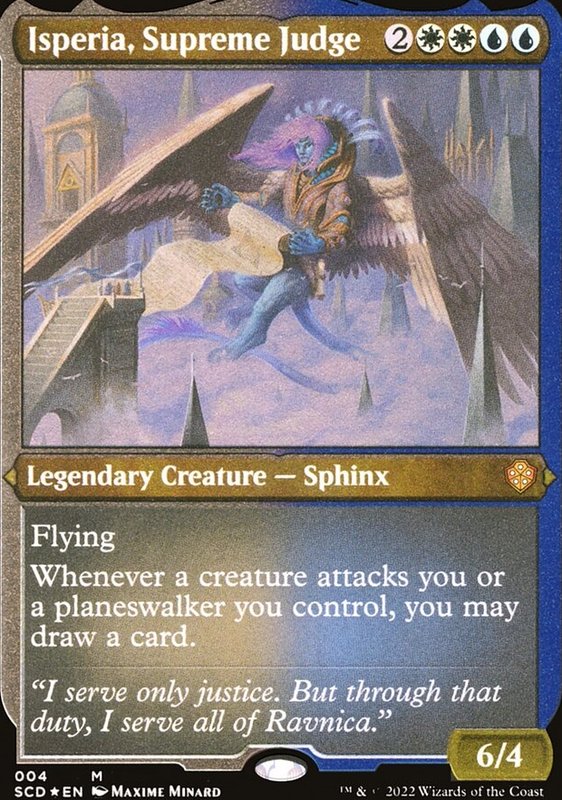 Isperia, Supreme Judge 2
Legendary Creature — Sphinx
Flying
Whenever a creature attacks you or
a planeswalker you control, you may
draw a card.
“I serve only justice. But through that
duty, I serve all of Ravnica.”
6/4
004 M
SCD ★ EN Maxime Minard
™ & © 2022 Wizards of the Coast